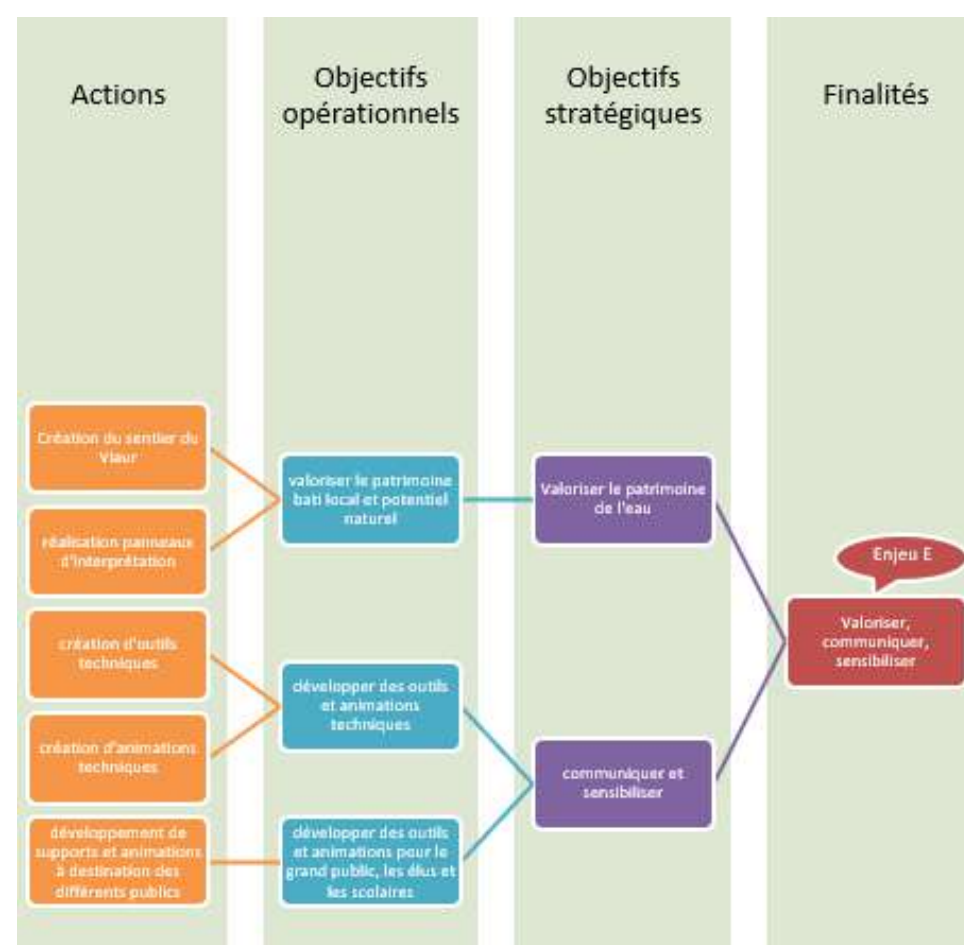 Actions
Objectifs
opérationnels
Objectifs
stratégiques
Finalités
Création du sentier du
Viaur
réalisation panneaux
d'interprétation
création d'outils
techniques
création d'animations
techniques
développement de
supports et animations
à destination des
différents publics
valoriser le patrimoine
bati local et potentiel
naturel
développer des outils
et animations
techniques
développer des outils
et animations pour le
grand public, les élus et
les scolaires
Valoriser le patrimoine
de l'eau
communiquer et
sensibiliser
Enjeu E
Valoriser,
communiquer,
sensibiliser